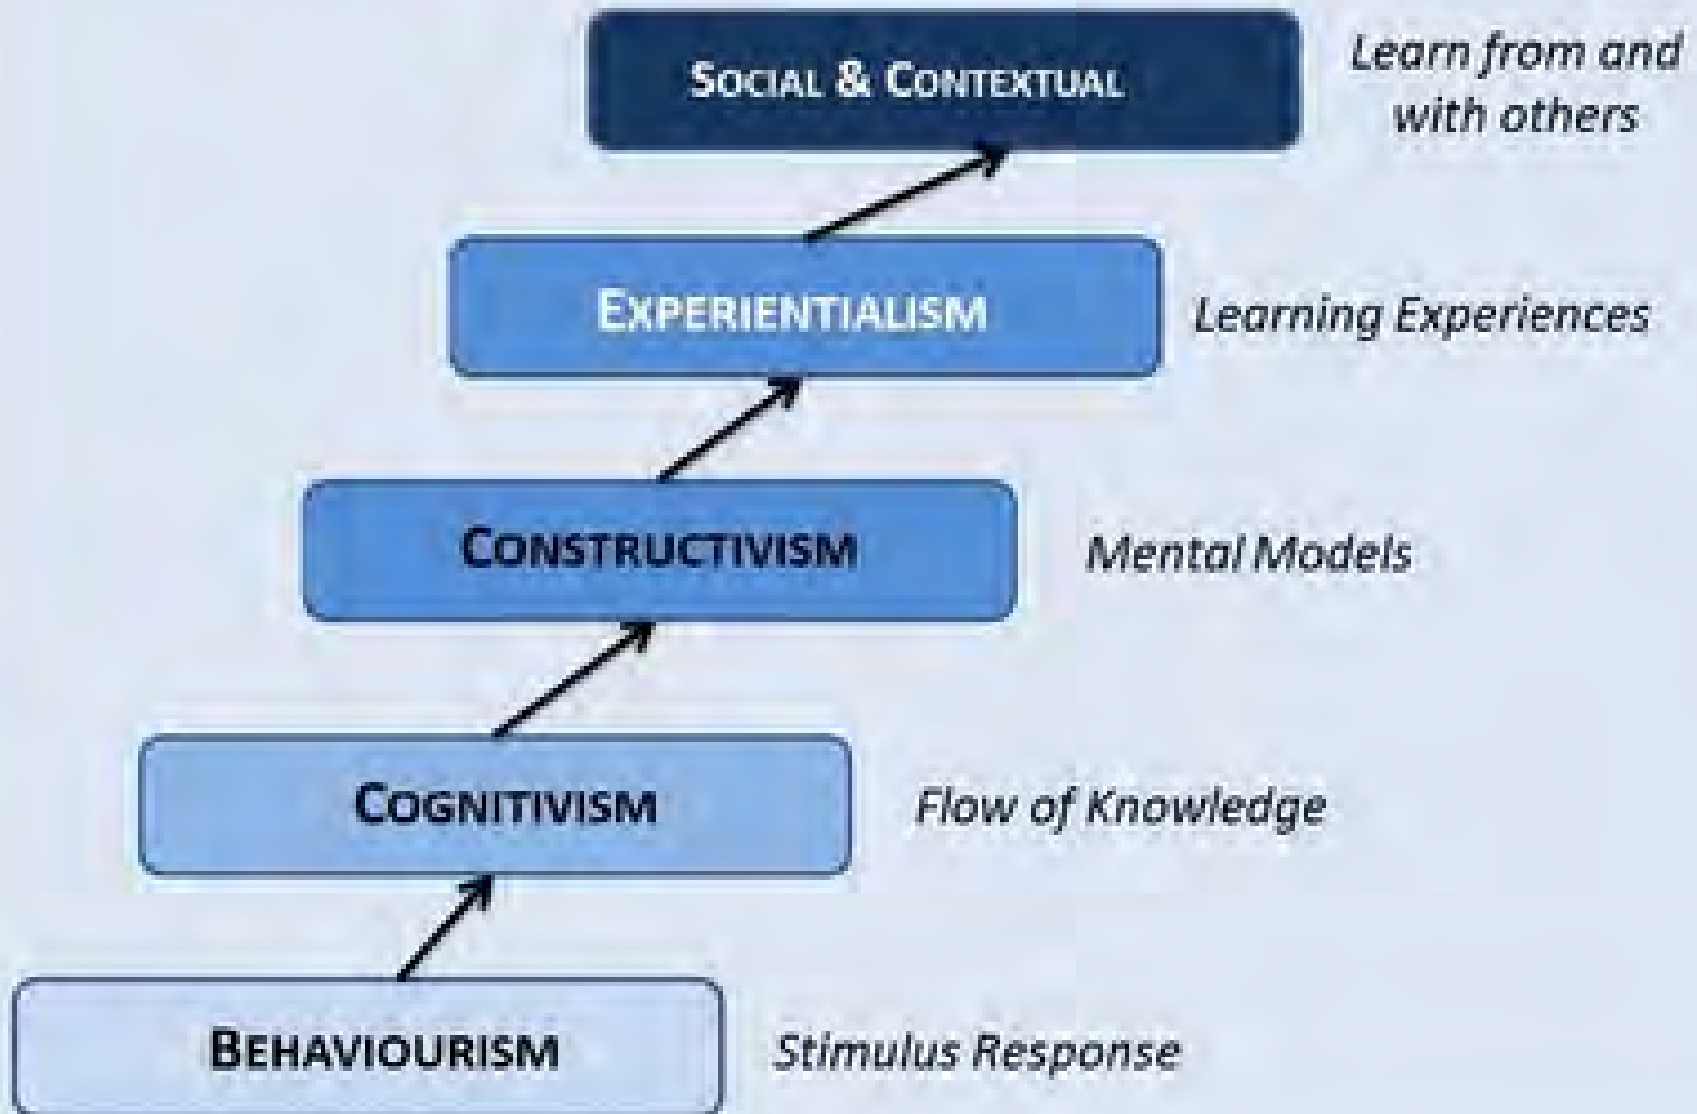 SOCIAL & CONTEXTUAL
Learn from and
with others
EXPERIENTIALISM
Learning Experiences
CONSTRUCTIVISM
Mental Models
COGNITIVISM
Flow of Knowledge
BEHAVIOURISM
Stimulus Response